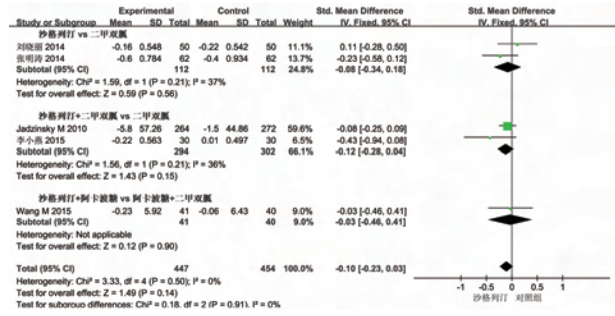 Experimental Control Std. Mean Difference Std. Mean Difference
Study or Subgroup Mean SD Total Mean SD Total Weight IV, Fixed, 95% CI IV, Fixed, 95% CI
沙格列汀 vs 二甲双胍
刘晓丽 2014 -0.16 0.548 50 -0.22 0.542 50 11.1% 0.11 [-0.28, 0.50]
张明涛 2014 -0.6 0.784 62 -0.4 0.934 62 -0.23 [-0.58, 0.12]
Subtotal (95% CI) 112 112 -0.08 [-0.34, 0.18]
Heterogeneity: Chi² = 1.59, df = 1 (P = 0.21); I² = 37%
Test for overall effect: Z = 0.59 (P = 0.56)
沙格列汀+二甲双胍 vs 二甲双胍
Jadzinsky M 2010 -5.8 57.26 264 -1.5 44.86 272 59.6% -0.08 [-0.25, 0.09]
李小燕 2015 -0.22 0.563 30 0.01 0.497 30 6.5% -0.43 [-0.94, 0.08]
Subtotal (95% CI) 294 302 66.1% -0.12 [-0.28, 0.04]
Heterogeneity: Chi² = 1.56, df = 1 (P = 0.21); I² = 36%
Test for overall effect: Z = 1.43 (P = 0.15)
沙格列汀+阿卡波糖 vs 阿卡波糖+二甲双胍
Wang M 2015 -0.23 5.92 41 -0.06 6.43 40 9.0% -0.03 [-0.46, 0.41]
Subtotal (95% CI) 41 40 9.0% -0.03 [-0.46, 0.41]
Heterogeneity: Not applicable
Test for overall effect: Z = 0.12 (P = 0.90)
Total (95% CI) 447 454 100.0% -0.10 [-0.23, 0.03]
Heterogeneity: Chi² = 3.33, df = 4 (P = 0.50); I² = 0%
Test for overall effect: Z = 1.49 (P = 0.14)
Test for subgroup differences: Chi² = 0.18, df = 2 (P = 0.91), I² = 0%
-1 -0.5 0 0.5 1
沙格列汀 对照组